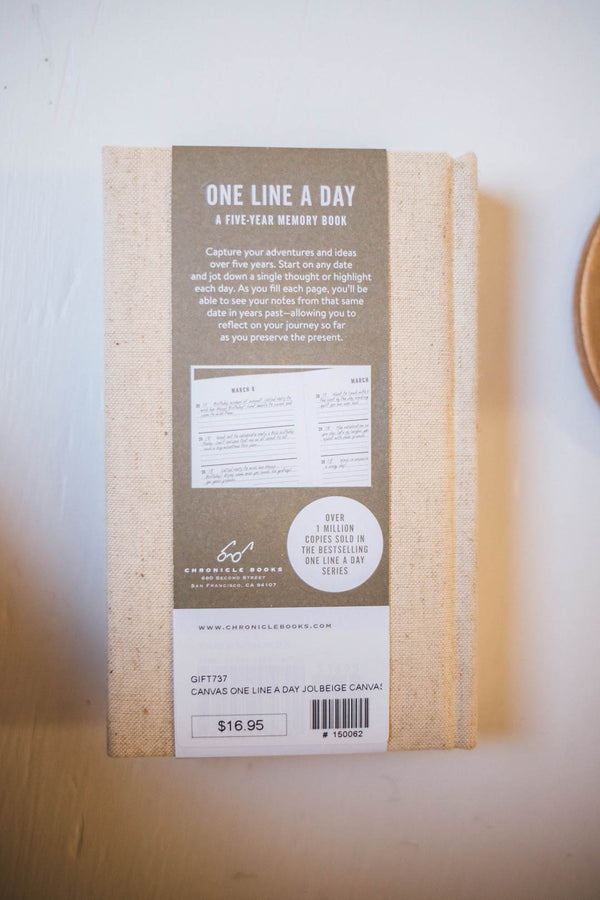 ONE LINE A DAY
A FIVE-YEAR MEMORY BOOK
Capture your adventures and ideas
over five years. Start on any date
and jot down a single thought or highlight
each day. As you fill each page, you'll be
able to see your notes from that same
date in years past—allowing you to
reflect on your journey so far
as you preserve the present.
MARCH 8
MARCH
OVER
1 MILLION
COPIES SOLD IN
THE BESTSELLING
ONE LINE A DAY
SERIES
CHRONICLE BOOKS
680 SECOND STREET
SAN FRANCISCO, CA 94107
WWW.CHRONICLEBOOKS.COM
GIFT737
CANVAS ONE LINE A DAY JOLBEIGE CANVAS
$16.95
# 150062